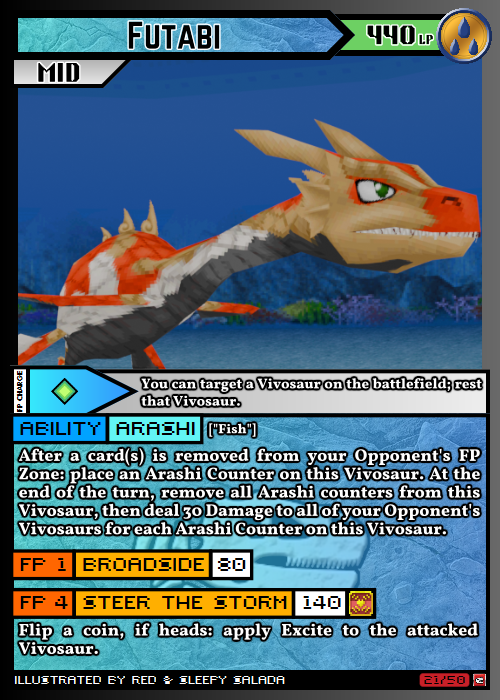 FUTABI
440 LP
MID
FP CHARGE
You can target a Vivosaur on the battlefield; rest
that Vivosaur.
ABILITY ARASHI ["Fish"]
After a card(s) is removed from your Opponent's FP
Zone: place an Arashi Counter on this Vivosaur. At the
end of the turn, remove all Arashi counters from this
Vivosaur, then deal 30 Damage to all of your Opponent's
Vivosaurs for each Arashi Counter on this Vivosaur.
FP 1 BROADSIDE 80
FP 4 STEER THE STORM 140
Flip a coin, if heads: apply Excite to the attacked
Vivosaur.
ILLUSTRATED BY RED & SLEEPY SALADA
21/50